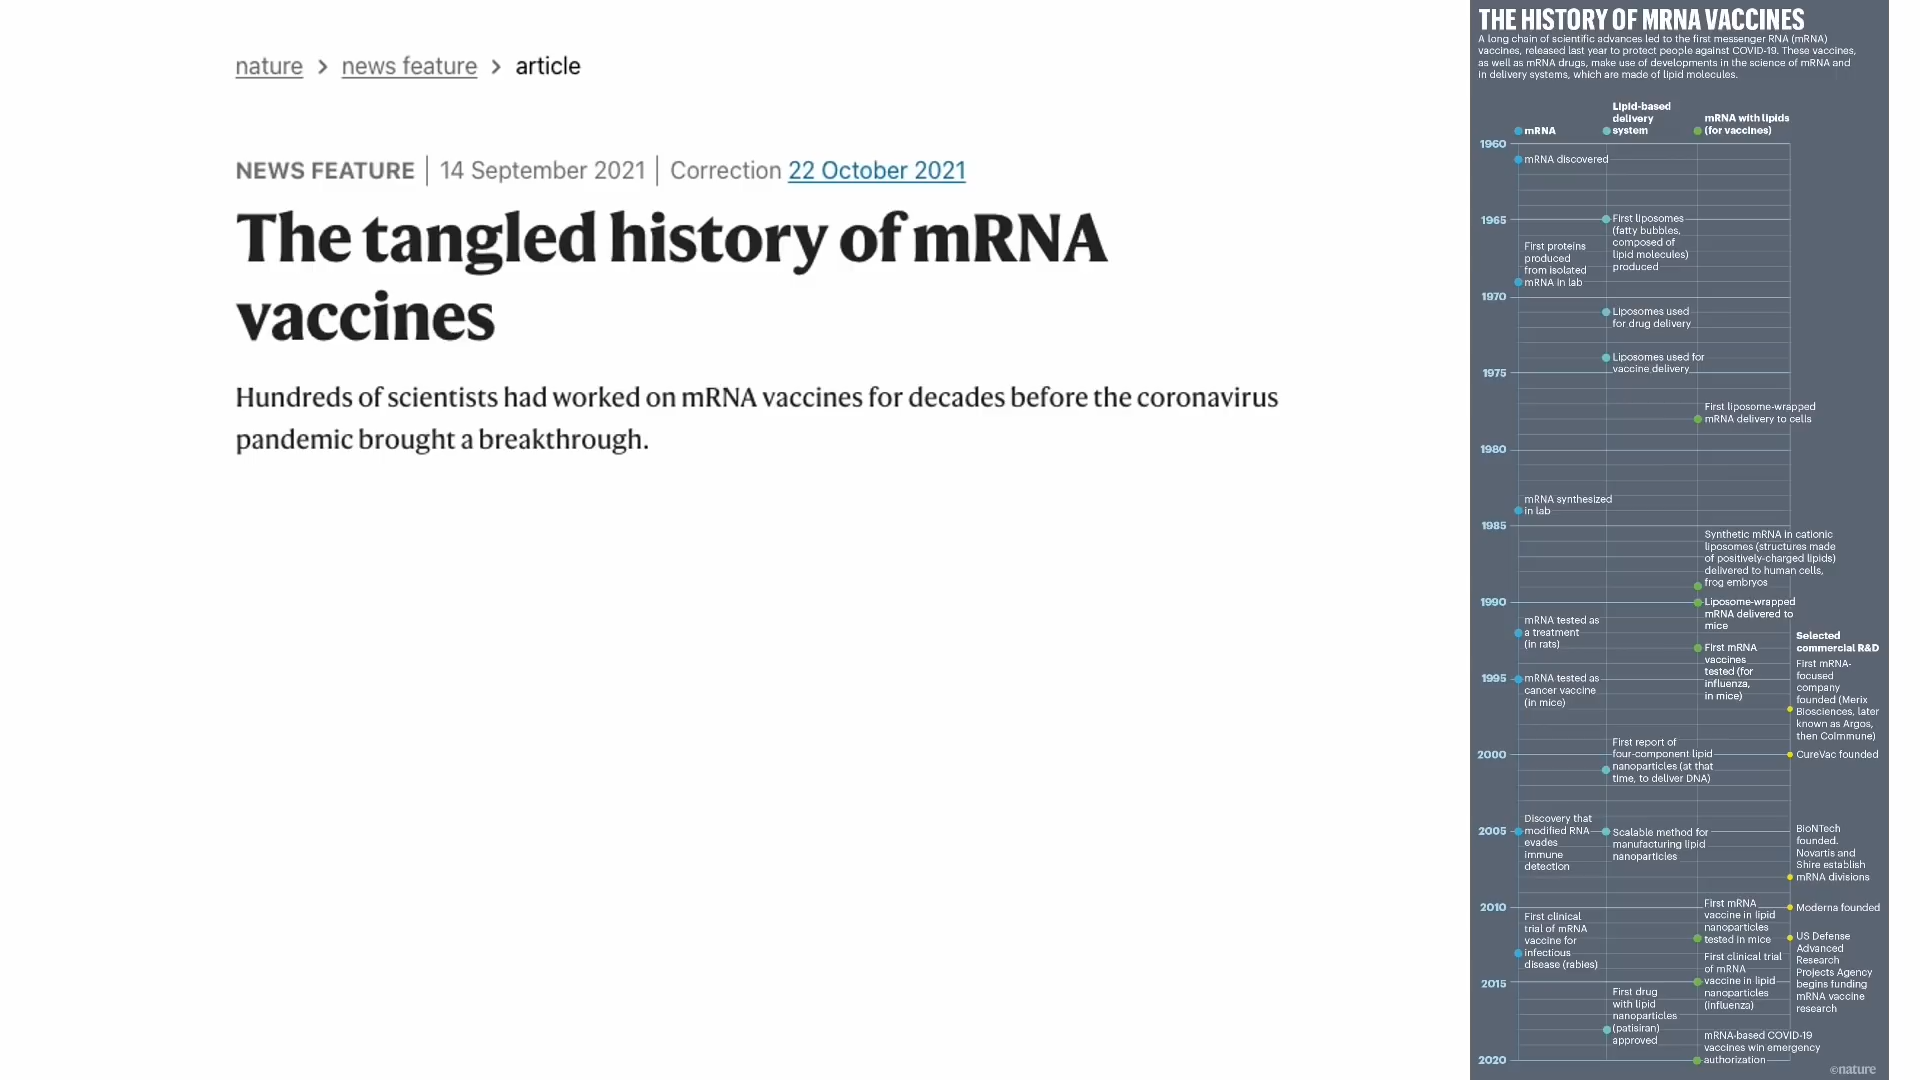 nature > news feature > article
NEWS FEATURE | 14 September 2021 | Correction 22 October 2021
The tangled history of mRNA
vaccines
Hundreds of scientists had worked on mRNA vaccines for decades before the coronavirus
pandemic brought a breakthrough.
THE HISTORY OF MRNA VACCINES
A long chain of scientific advances led to the first messenger RNA (mRNA)
vaccines, released last year to protect people against COVID-19. These vaccines,
as well as mRNA drugs, make use of developments in the science of mRNA and
in delivery systems, which are made of lipid molecules.
mRNA
Lipid-based
delivery
system
mRNA with lipids
(for vaccines)
1960
mRNA discovered
1965
First liposomes
(fatty bubbles,
composed of
lipid molecules)
produced
First proteins
produced
from isolated
mRNA in lab
1970
Liposomes used
for drug delivery
Liposomes used for
vaccine delivery
1975
First liposome-wrapped
mRNA delivery to cells
1980
mRNA synthesized
in lab
1985
Synthetic mRNA in cationic
liposomes (structures made
of positively-charged lipids)
delivered to human cells,
frog embryos
1990
Liposome-wrapped
mRNA delivered to
mice
mRNA tested as
a treatment
(in rats)
First mRNA
vaccines
tested (for
influenza,
in mice)
Selected
commercial R&D
First mRNA-
focused
company
founded (Merix
Biosciences, later
known as Argos,
then CoImmune)
1995
mRNA tested as
cancer vaccine
(in mice)
2000
First report of
four-component lipid
nanoparticles (at that
time, to deliver DNA)
CureVac founded
2005
Discovery that
modified RNA
evades
immune
detection
Scalable method for
manufacturing lipid
nanoparticles
BioNTech
founded.
Novartis and
Shire establish
mRNA divisions
2010
First mRNA
vaccine in lipid
nanoparticles
tested in mice
Moderna founded
First clinical
trial of mRNA
vaccine for
infectious
disease (rabies)
US Defense
Advanced
Research
Projects Agency
begins funding
mRNA vaccine
research
First clinical trial
of mRNA
vaccine in lipid
nanoparticles
(influenza)
2015
First drug
with lipid
nanoparticles
(patisiran)
approved
mRNA-based COVID-19
vaccines win emergency
authorization
2020
©nature